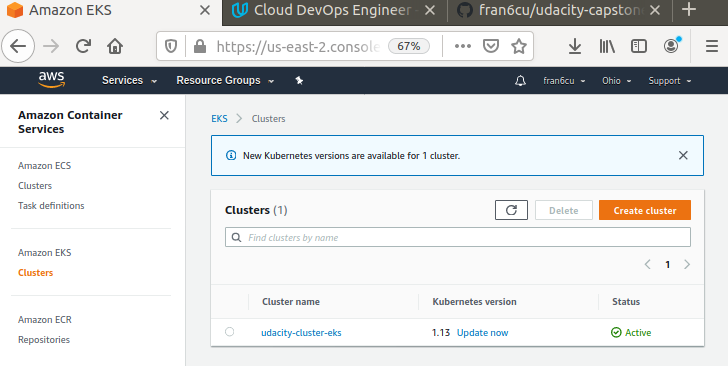 Amazon EKS
Cloud DevOps Engineer
fran6cu/udacity-capston
https://us-east-2.console
67%
aws
Services
Resource Groups
fran6cu
Ohio
Support
Amazon Container
Services
Amazon ECS
Clusters
Task definitions
Amazon EKS
Clusters
Amazon ECR
Repositories
EKS
Clusters
New Kubernetes versions are available for 1 cluster.
Clusters (1)
Delete
Create cluster
Find clusters by name
1
Cluster name
Kubernetes version
Status
udacity-cluster-eks
1.13 Update now
Active